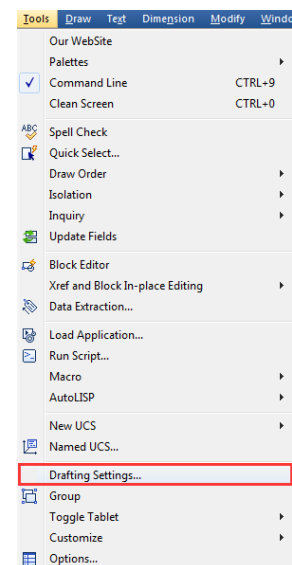 Tools Draw Text Dimension Modify
Our WebSite
Palettes
Command Line CTRL+9
Clean Screen CTRL+0
ABC Spell Check
Quick Select...
Draw Order
Isolation
Inquiry
Update Fields
Block Editor
Xref and Block In-place Editing
Data Extraction...
Load Application...
Run Script...
Macro
AutoLISP
New UCS
Named UCS...
Drafting Settings...
Group
Toggle Tablet
Customize
Options...